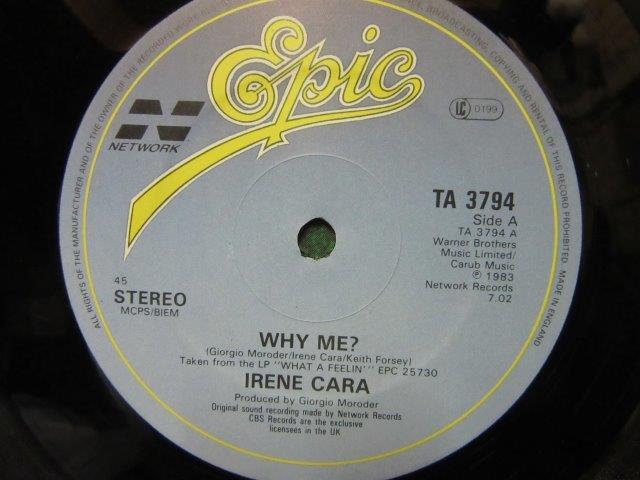 ALL RIGHTS OF THE MANUFACTURER AND OF THE OWNER OF THE RECORDED WORK
BROADCASTING, COPYING AND RENTAL OF THIS RECORD PROHIBITED. MADE IN ENGLAND
Epic
N
NETWORK
LC 0199
TA 3794
Side A
TA 3794 A
Warner Brothers
Music Limited/
Carub Music
℗ 1983
Network Records
7.02
45
STEREO
MCPS/BIEM
WHY ME?
(Giorgio Moroder/Irene Cara/Keith Forsey)
Taken from the LP "WHAT A FEELIN'" EPC 25730
IRENE CARA
Produced by Giorgio Moroder
Original sound recording made by Network Records
CBS Records are the exclusive
licensees in the UK